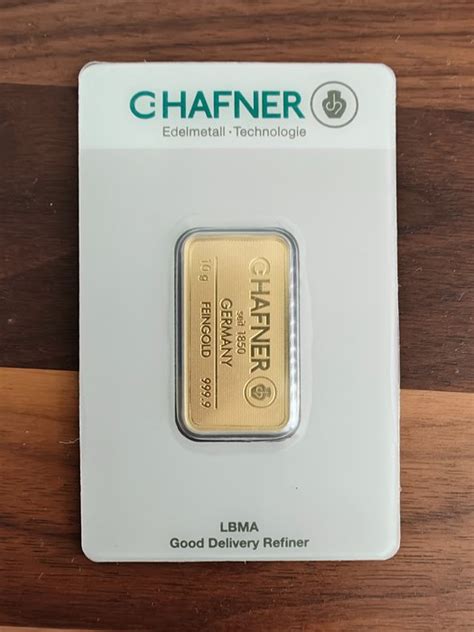 C·HAFNER
Edelmetall · Technologie
C·HAFNER
seit 1850
GERMANY
10 g FEINGOLD 999.9
LBMA
Good Delivery Refiner